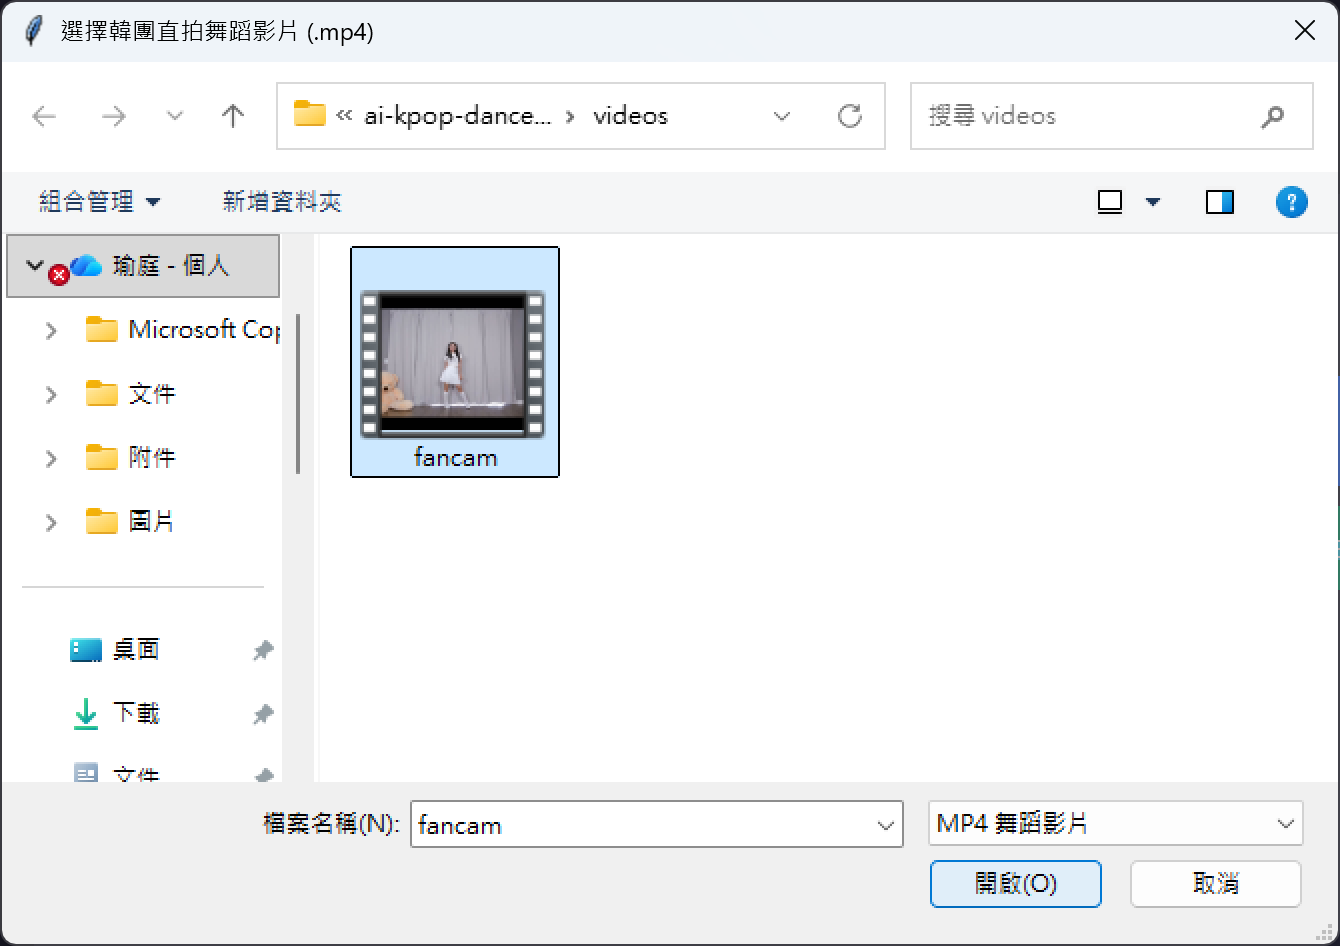 選擇韓團直拍舞蹈影片 (.mp4)
« ai-kpop-dance... › videos
搜尋 videos
組合管理
新增資料夾
瑜庭 - 個人
Microsoft Cop
文件
附件
圖片
桌面
下載
文件
fancam
檔案名稱(N):
fancam
MP4 舞蹈影片
開啟(O)
取消